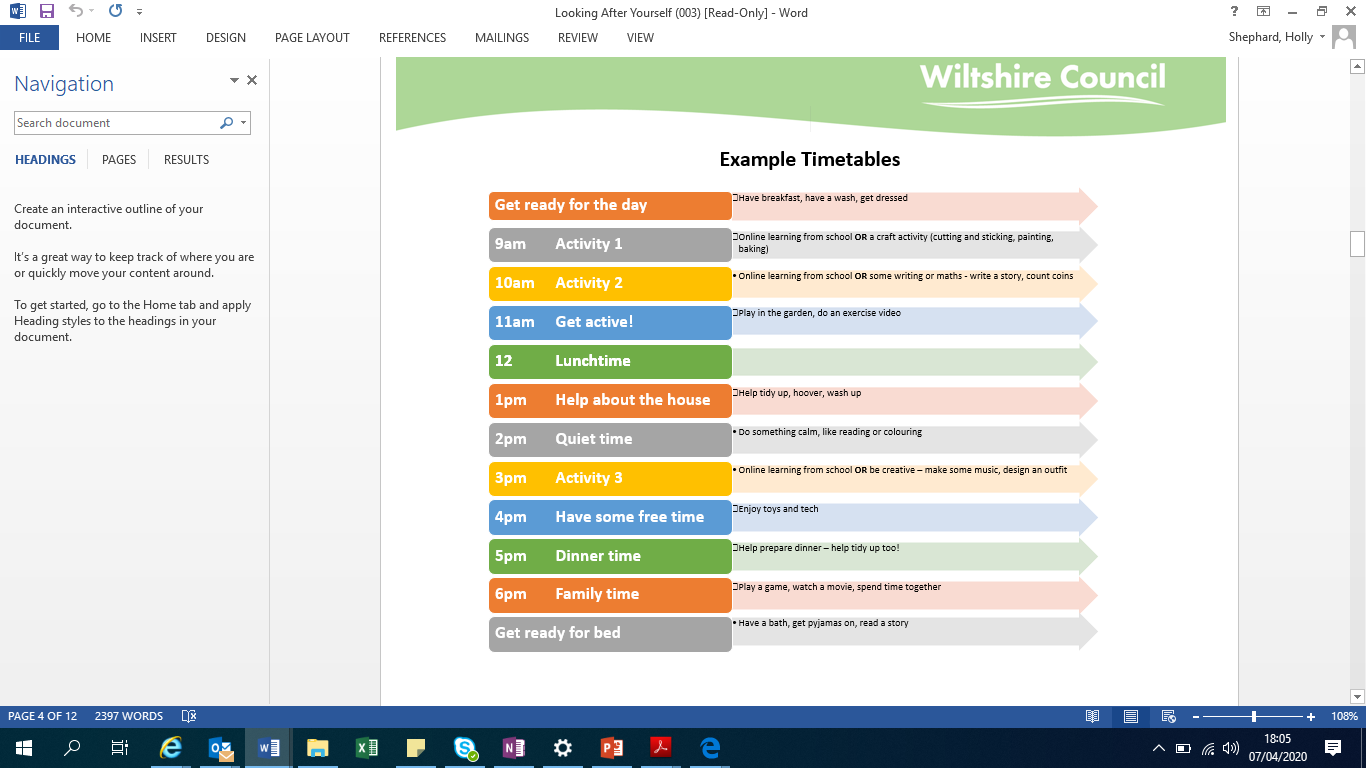 Looking After Yourself (003) [Read-Only] - Word
?
FILE HOME INSERT DESIGN PAGE LAYOUT REFERENCES MAILINGS REVIEW VIEW
Shephard, Holly
Navigation
Search document
HEADINGS PAGES RESULTS
Create an interactive outline of your
document.
It's a great way to keep track of where you are
or quickly move your content around.
To get started, go to the Home tab and apply
Heading styles to the headings in your
document.
Wiltshire Council
Example Timetables
Get ready for the day
Have breakfast, have a wash, get dressed
9am Activity 1
Online learning from school OR a craft activity (cutting and sticking, painting,
baking)
10am Activity 2
• Online learning from school OR some writing or maths - write a story, count coins
11am Get active!
Play in the garden, do an exercise video
12 Lunchtime
1pm Help about the house
Help tidy up, hoover, wash up
2pm Quiet time
• Do something calm, like reading or colouring
3pm Activity 3
• Online learning from school OR be creative – make some music, design an outfit
4pm Have some free time
Enjoy toys and tech
5pm Dinner time
Help prepare dinner – help tidy up too!
6pm Family time
Play a game, watch a movie, spend time together
Get ready for bed
• Have a bath, get pyjamas on, read a story
PAGE 4 OF 12 2397 WORDS
108%
18:05
07/04/2020